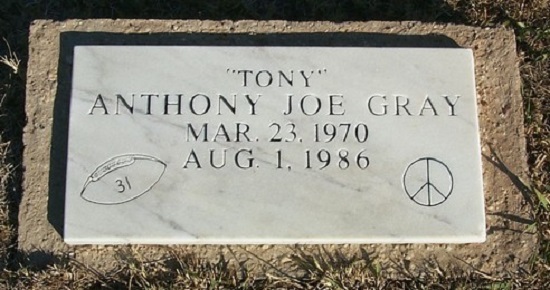 "TONY"
ANTHONY JOE GRAY
MAR. 23, 1970
AUG. 1, 1986
31